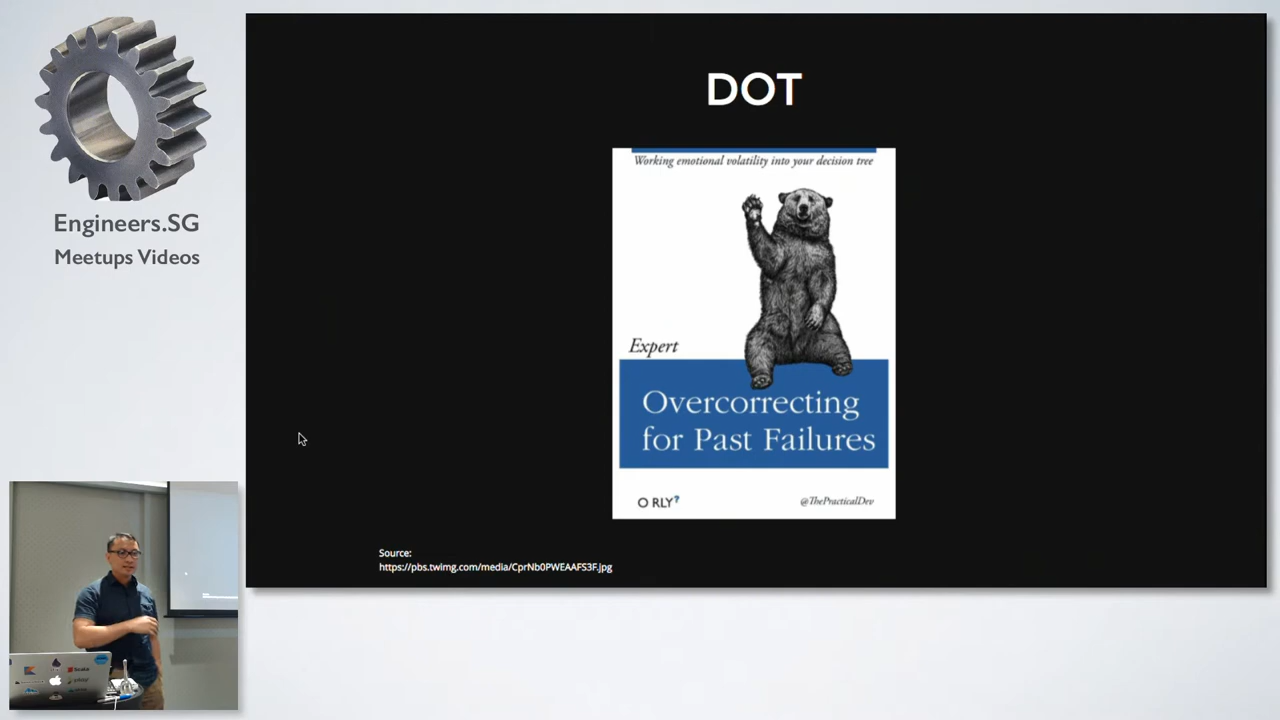 Engineers.SG
Meetups Videos
DOT
Working emotional volatility into your decision tree
Expert
Overcorrecting
for Past Failures
O RLY?
@ThePracticalDev
Source:
https://pbs.twimg.com/media/CprNb0PWEAAFS3F.jpg